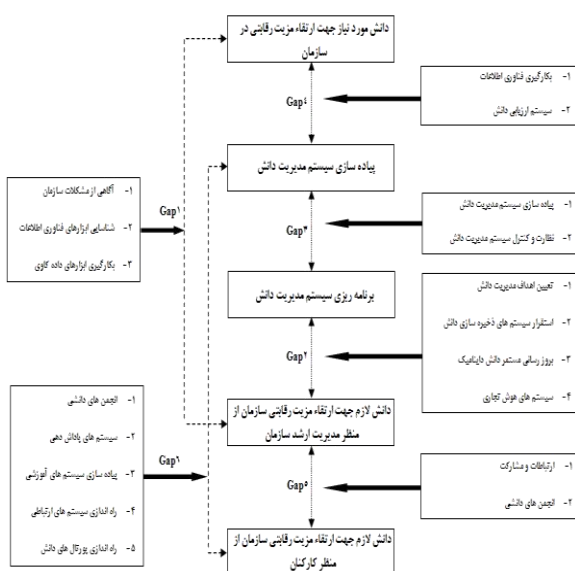 دانش مورد نیاز جهت ارتقاء مزیت رقابتی در
سازمان
۱- بکارگیری فناوری اطلاعات
۲- سیستم ارزیابی دانش
Gap۴
پیاده سازی سیستم مدیریت دانش
۱- آگاهی از مشکلات سازمان
۲- شناسایی ابزارهای فناوری اطلاعات
۳- بکارگیری ابزارهای داده کاوی
Gap۱
۱- پیاده سازی سیستم مدیریت دانش
۲- نظارت و کنترل سیستم مدیریت دانش
Gap۳
برنامه ریزی سیستم مدیریت دانش
۱- تعیین اهداف مدیریت دانش
۲- استقرار سیستم های ذخیره سازی دانش
۳- بروز رسانی مستمر دانش داینامیک
۴- سیستم های هوش تجاری
Gap۲
دانش لازم جهت ارتقاء مزیت رقابتی سازمان از
منظر مدیریت ارشد سازمان
۱- انجمن های دانشی
۲- سیستم های پاداش دهی
۳- پیاده سازی سیستم های آموزشی
۴- راه اندازی سیستم های ارتباطی
۵- راه اندازی پورتال های دانش
Gap۶
۱- ارتباطات و مشارکت
۲- انجمن های دانشی
Gap۵
دانش لازم جهت ارتقاء مزیت رقابتی سازمان از
منظر کارکنان